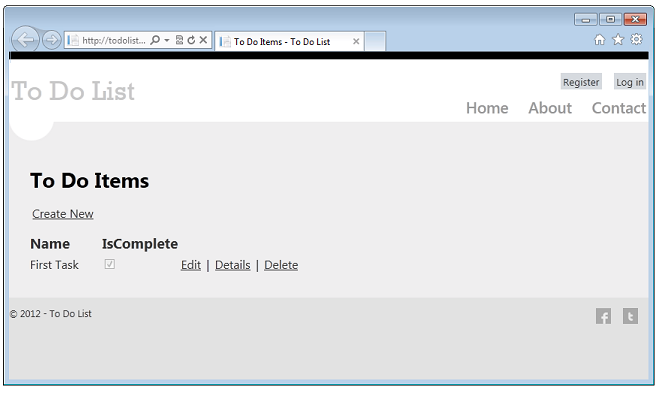 http://todolist...
To Do Items - To Do List
Register Log in
To Do List
Home About Contact
To Do Items
Create New
Name IsComplete
First Task Edit | Details | Delete
© 2012 - To Do List